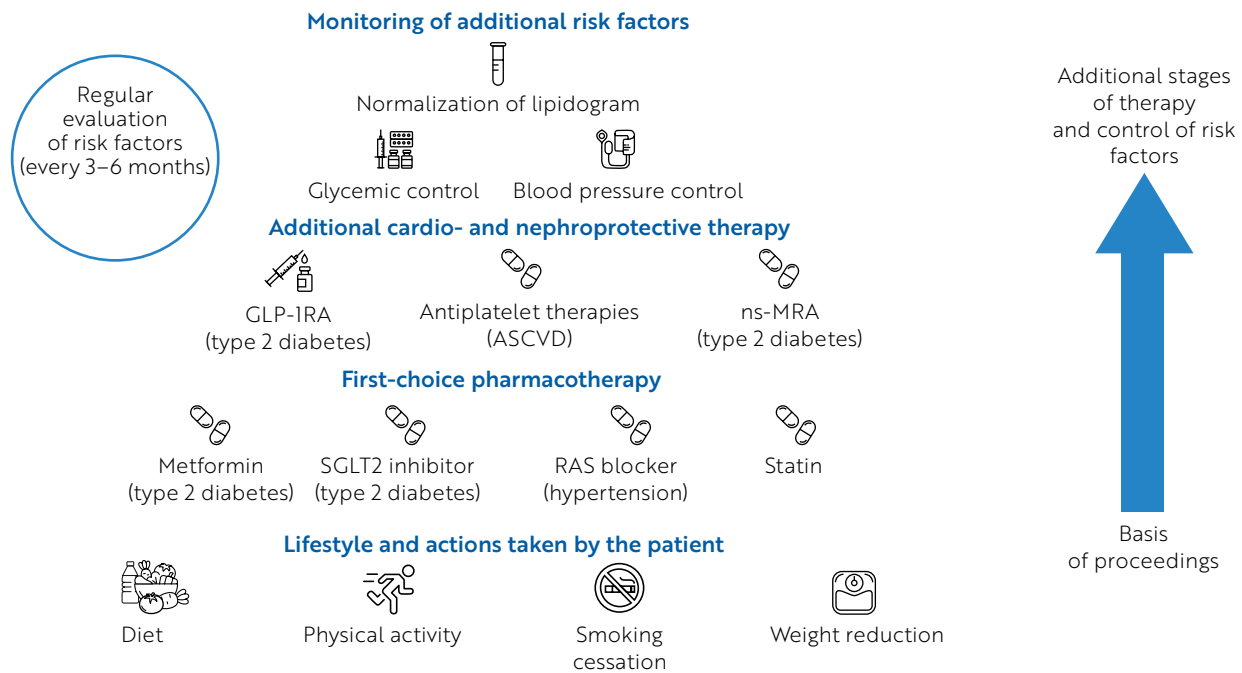 Monitoring of additional risk factors
Regular
evaluation
of risk factors
(every 3–6 months)
Normalization of lipidogram
Glycemic control
Blood pressure control
Additional stages
of therapy
and control of risk
factors
Additional cardio- and nephroprotective therapy
GLP-1RA
(type 2 diabetes)
Antiplatelet therapies
(ASCVD)
ns-MRA
(type 2 diabetes)
First-choice pharmacotherapy
Metformin
(type 2 diabetes)
SGLT2 inhibitor
(type 2 diabetes)
RAS blocker
(hypertension)
Statin
Basis
of proceedings
Lifestyle and actions taken by the patient
Diet
Physical activity
Smoking
cessation
Weight reduction